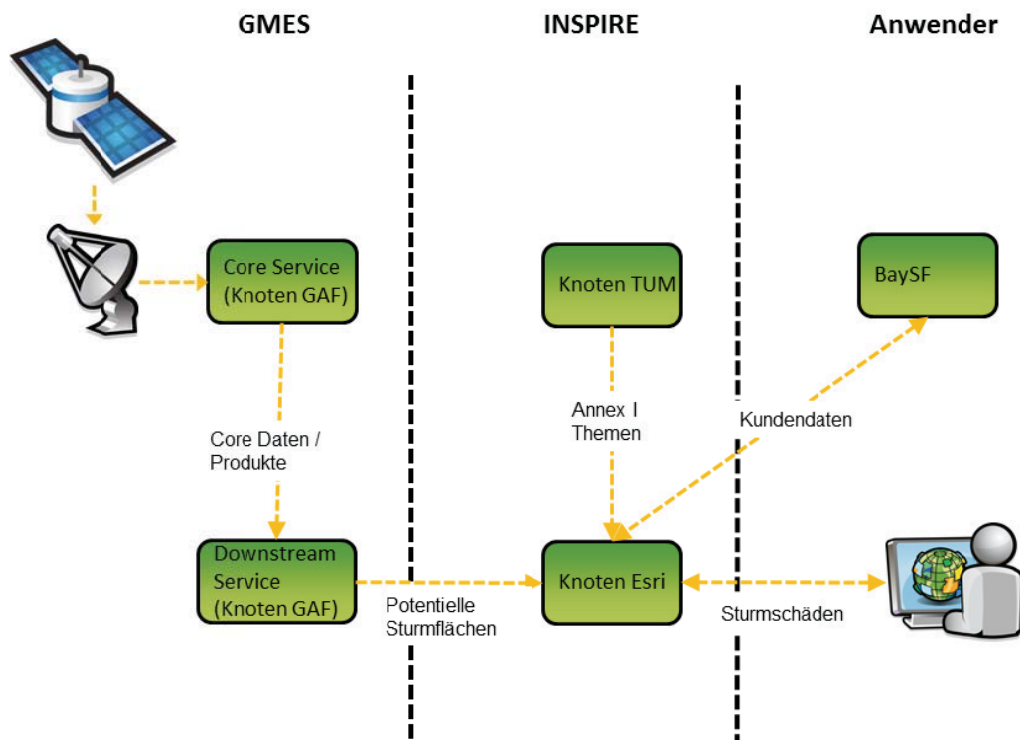 GMES
INSPIRE
Anwender
Core Service
(Knoten GAF)
Knoten TUM
BaySF
Annex I
Themen
Kundendaten
Core Daten /
Produkte
Downstream
Service
(Knoten GAF)
Knoten Esri
Potentielle
Sturmflächen
Sturmschäden